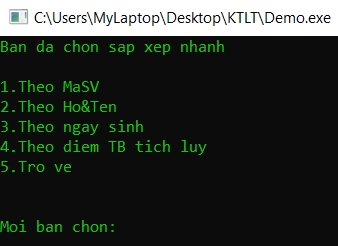 C:\Users\MyLaptop\Desktop\KTLT\Demo.exe
Ban da chon sap xep nhanh
1.Theo MaSV
2.Theo Ho&Ten
3.Theo ngay sinh
4.Theo diem TB tich luy
5.Tro ve
Moi ban chon: